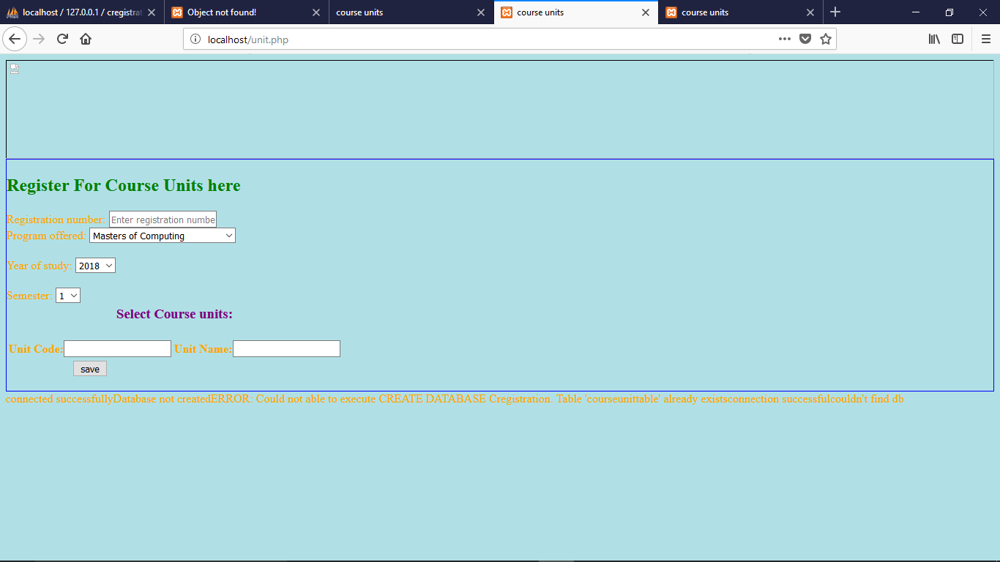 localhost / 127.0.0.1 / cregistrat
Object not found!
course units
course units
course units
localhost/unit.php
Register For Course Units here
Registration number: Enter registration numbe
Program offered: Masters of Computing
Year of study: 2018
Semester: 1
Select Course units:
Unit Code: Unit Name:
save
connected successfullyDatabase not createdERROR: Could not able to execute CREATE DATABASE Cregistration. Table 'courseunittable' already existsconnection successfulcouldn't find db